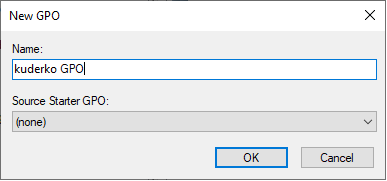 New GPO
Name:
kuderko GPO
Source Starter GPO:
(none)
OK Cancel